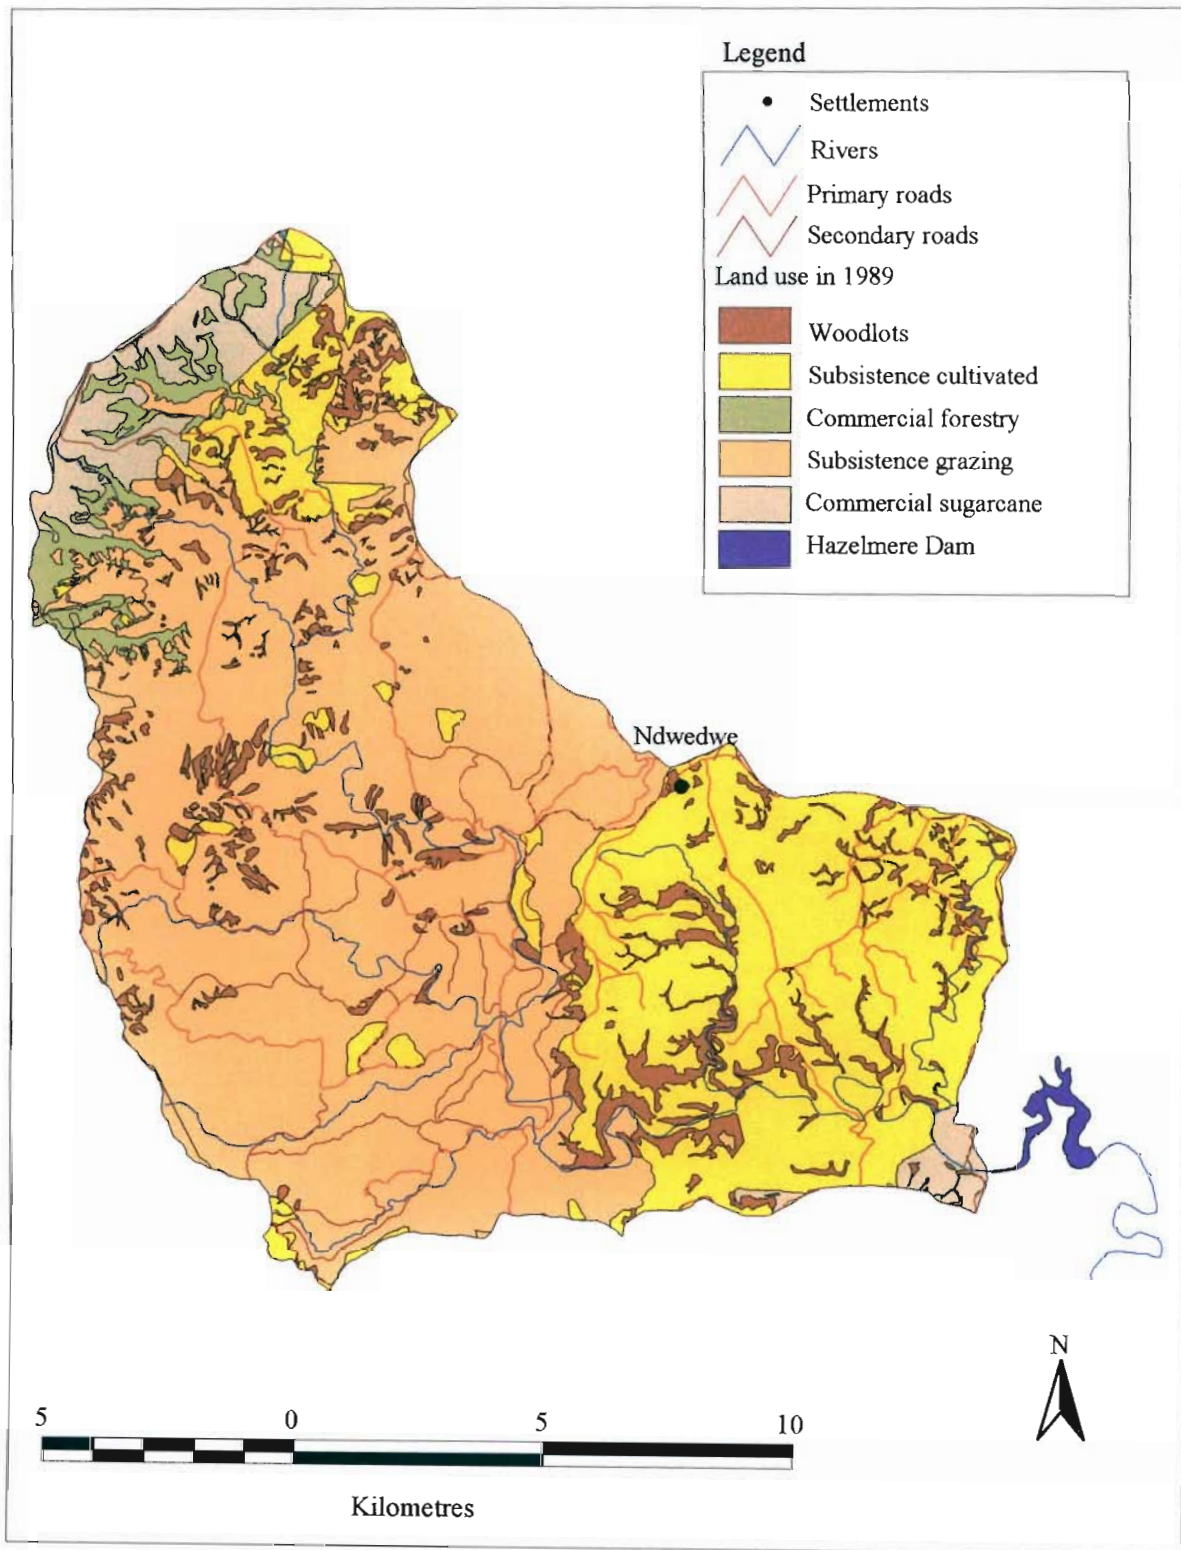 Legend
Settlements
Rivers
Primary roads
Secondary roads
Land use in 1989
Woodlots
Subsistence cultivated
Commercial forestry
Subsistence grazing
Commercial sugarcane
Hazelmere Dam
Ndwedwe
N
5 0 5 10
Kilometres